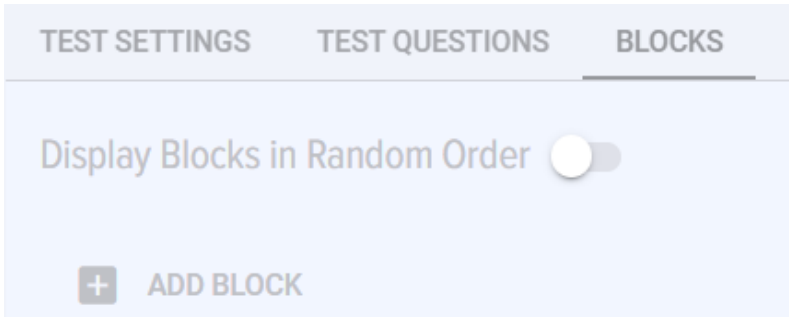 TEST SETTINGS TEST QUESTIONS BLOCKS
Display Blocks in Random Order
ADD BLOCK